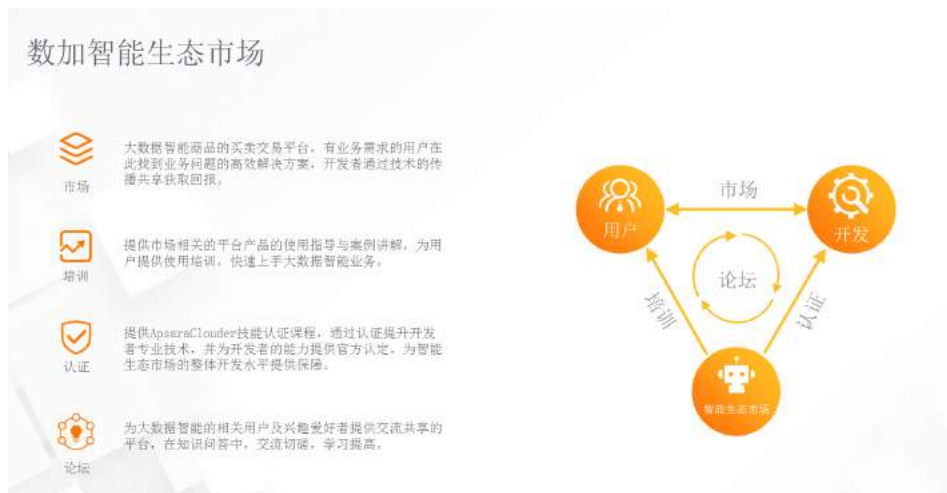 数加智能生态市场
大数据智能商品的买卖交易平台，有业务需求的用户在
此找到业务问题的高效解决方案，开发者通过技术的传
播共享获取回报。
市场
提供市场相关的平台产品的使用指导与案例讲解，为用
户提供使用培训，快速上手大数据智能业务。
培训
提供ApsaraClouder技能认证课程，通过认证提升开发
者专业技术，并为开发者的能力提供官方认定，为智能
生态市场的整体开发水平提供保障。
认证
为大数据智能的相关用户及兴趣爱好者提供交流共享的
平台，在知识问答中，交流切磋，学习提高。
论坛
用户
市场
开发
论坛
培训
认证
智能生态市场